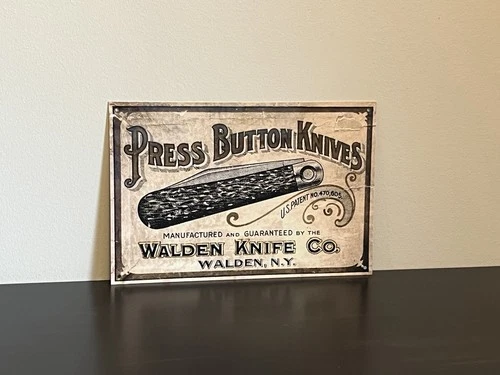 PRESS BUTTON KNIVES
U.S. PATENT NO. 470,605.
MANUFACTURED AND GUARANTEED BY THE
WALDEN KNIFE CO.
WALDEN, N.Y.